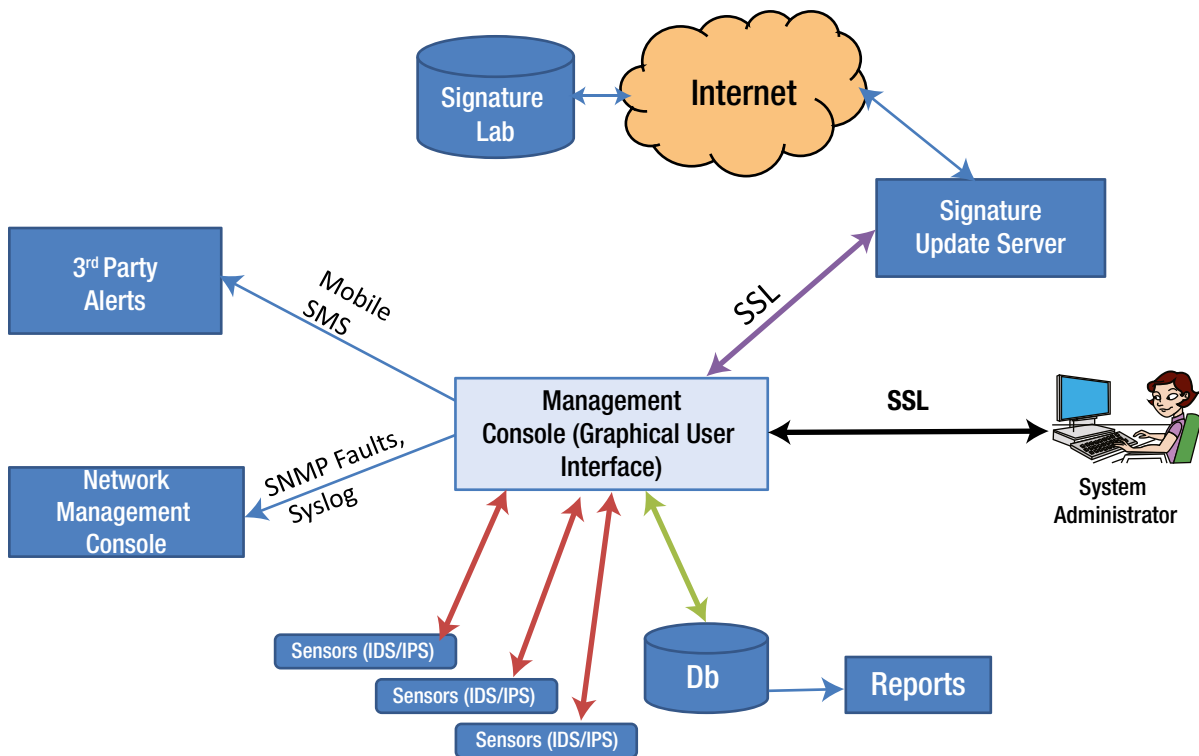 Signature
Lab
Internet
Signature
Update Server
3rd Party
Alerts
Mobile
SMS
SSL
Management
Console (Graphical User
Interface)
SSL
System
Administrator
SNMP Faults,
Syslog
Network
Management
Console
Sensors (IDS/IPS)
Sensors (IDS/IPS)
Sensors (IDS/IPS)
Db
Reports